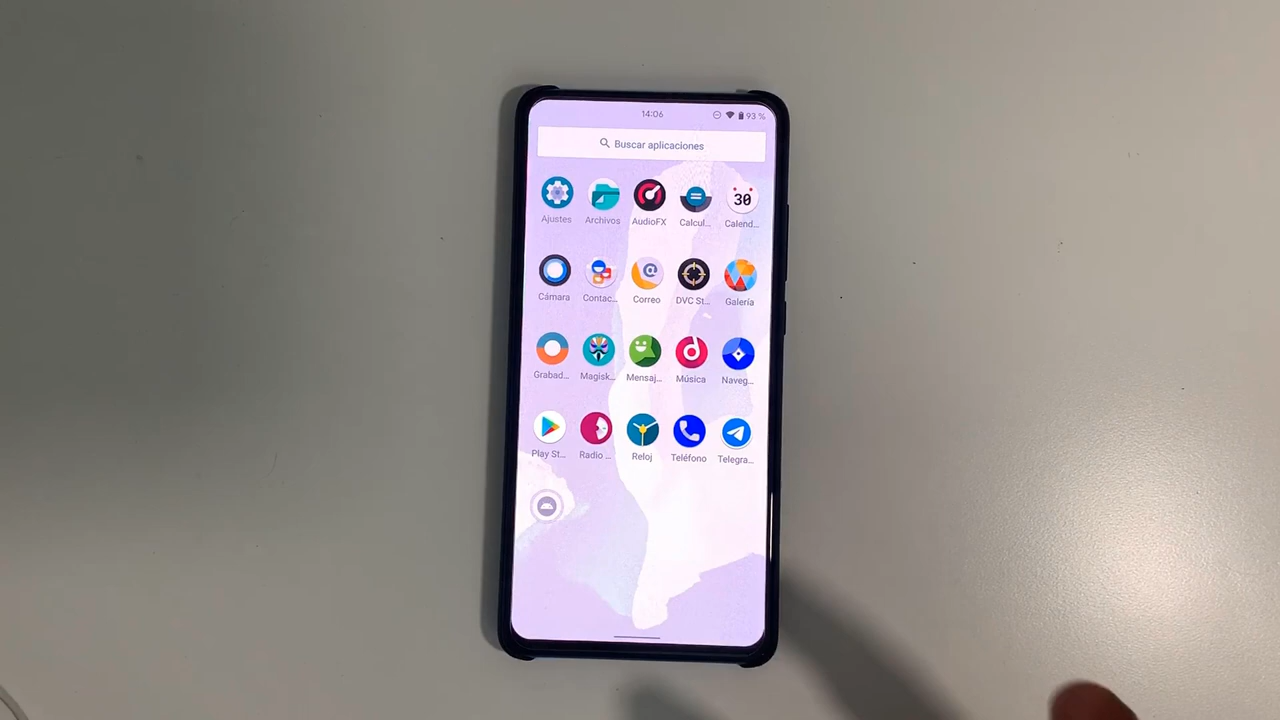 14:06 93 %
Buscar aplicaciones
Ajustes Archivos AudioFX Calcul... Calend...
30
Cámara Contac... Correo DVC St... Galería
Grabad... Magisk... Mensaj... Música Naveg...
Play St... Radio ... Reloj Teléfono Telegra...